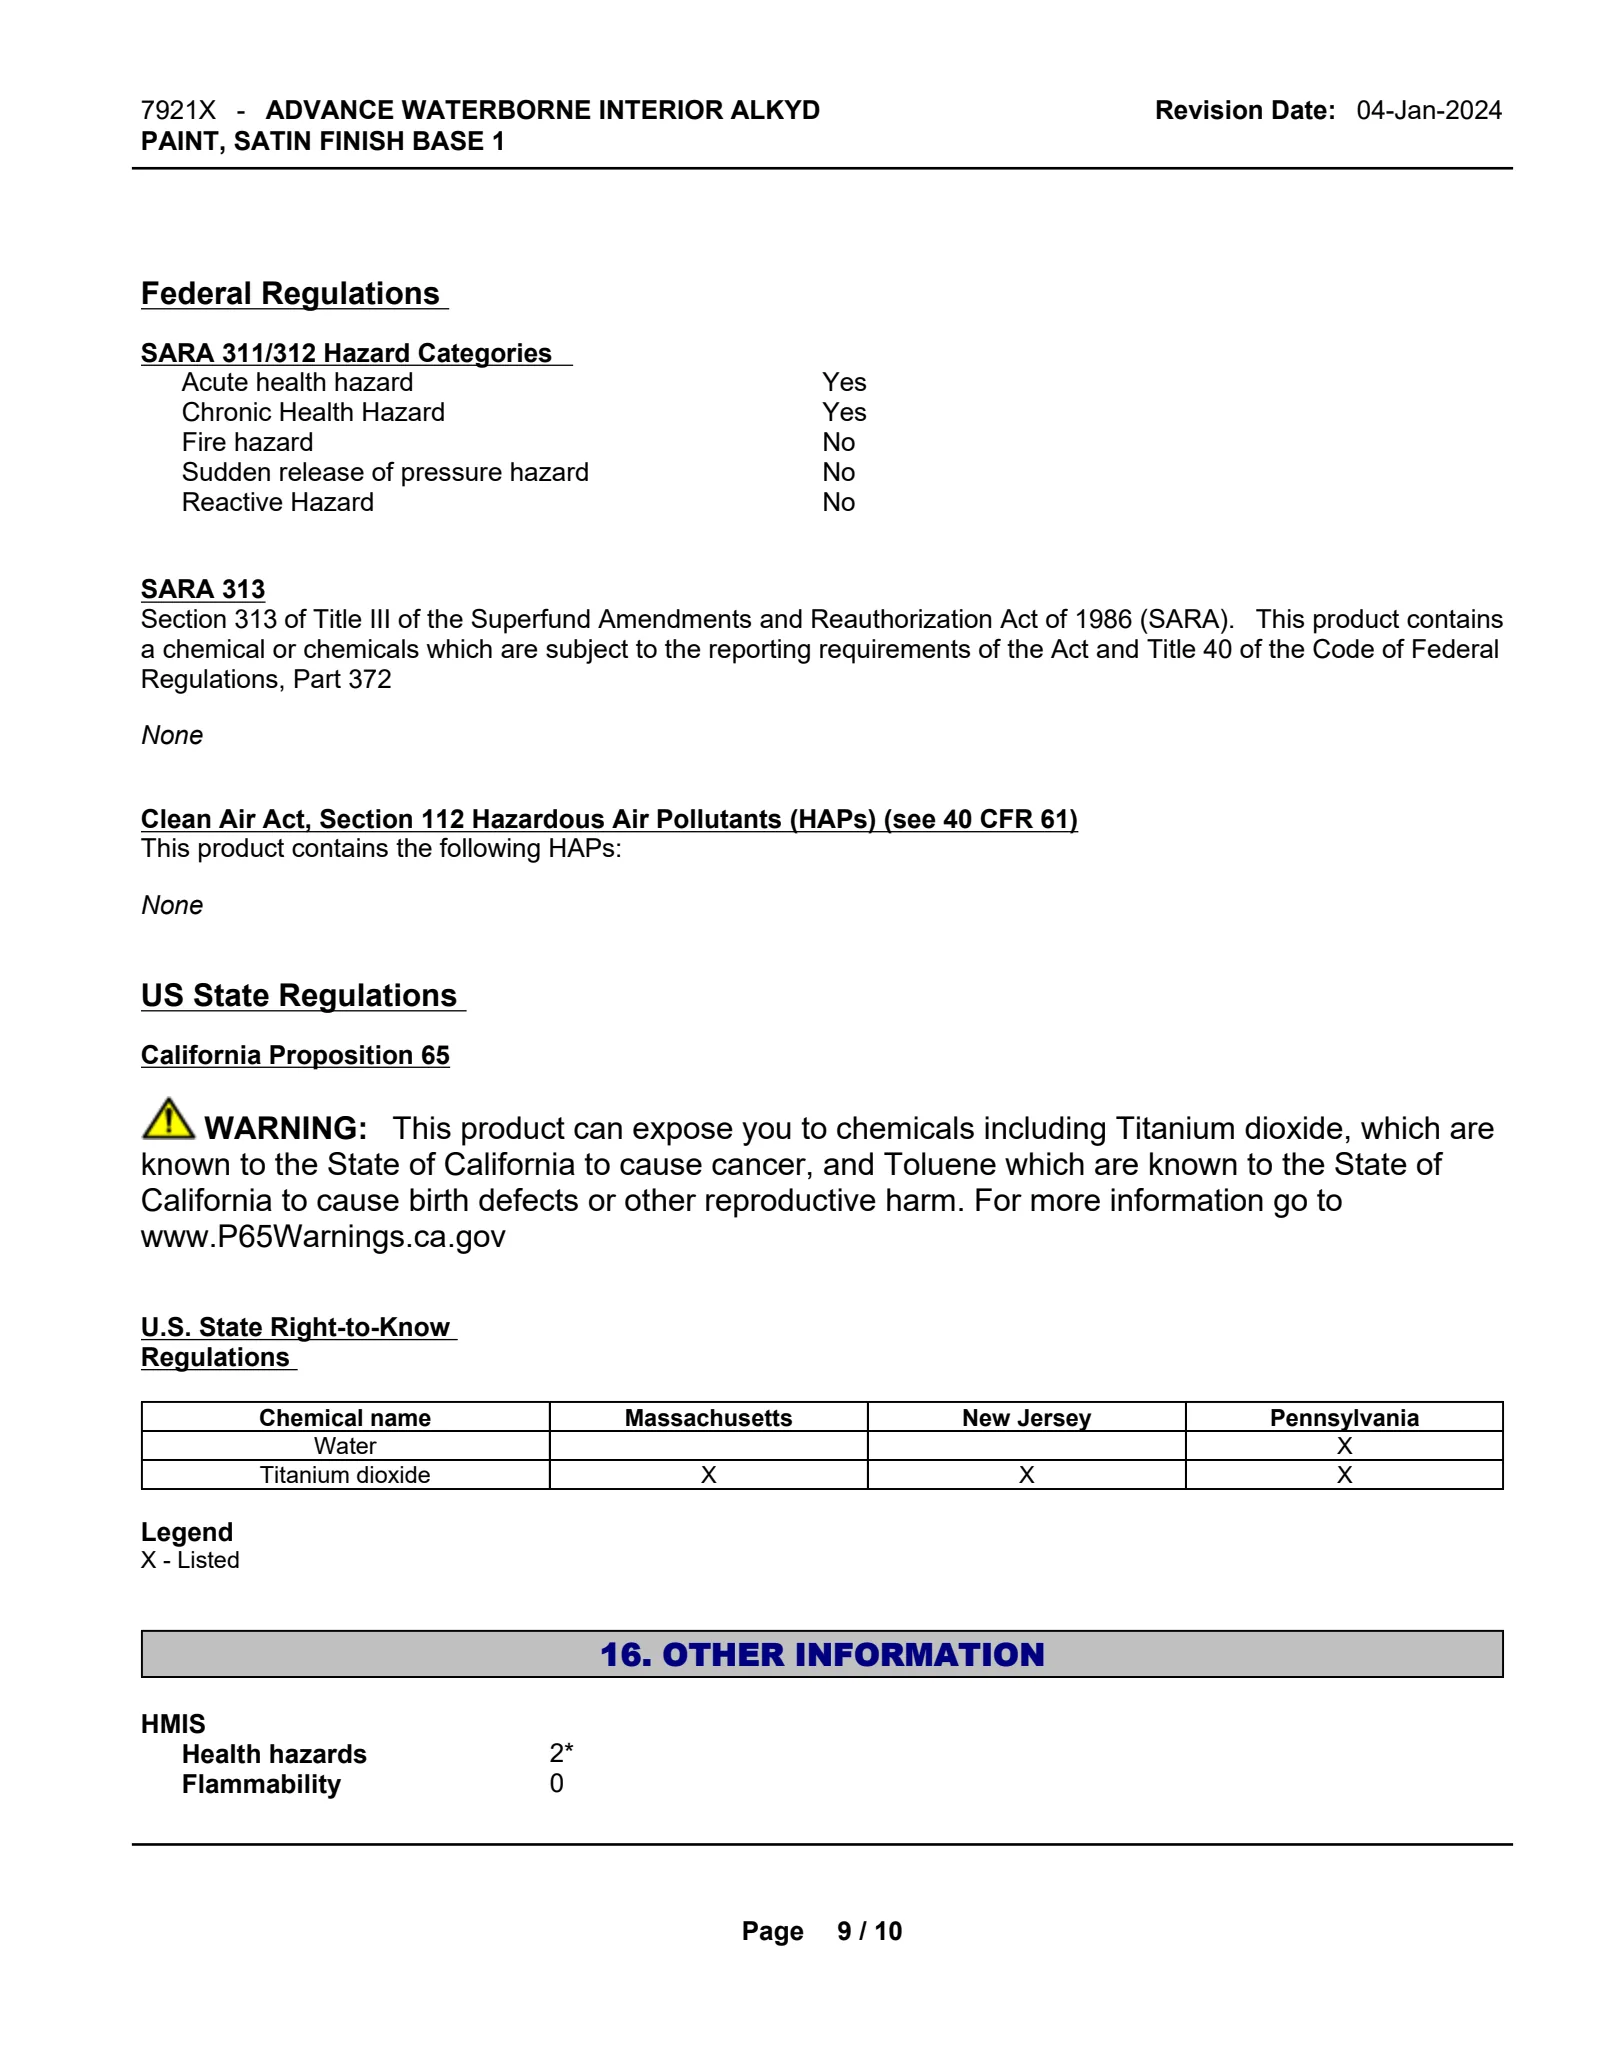 7921X - ADVANCE WATERBORNE INTERIOR ALKYD
PAINT, SATIN FINISH BASE 1
Revision Date: 04-Jan-2024
Federal Regulations
SARA 311/312 Hazard Categories
Acute health hazard Yes
Chronic Health Hazard Yes
Fire hazard No
Sudden release of pressure hazard No
Reactive Hazard No
SARA 313
Section 313 of Title III of the Superfund Amendments and Reauthorization Act of 1986 (SARA). This product contains
a chemical or chemicals which are subject to the reporting requirements of the Act and Title 40 of the Code of Federal
Regulations, Part 372
None
Clean Air Act, Section 112 Hazardous Air Pollutants (HAPs) (see 40 CFR 61)
This product contains the following HAPs:
None
US State Regulations
California Proposition 65
WARNING: This product can expose you to chemicals including Titanium dioxide, which are
known to the State of California to cause cancer, and Toluene which are known to the State of
California to cause birth defects or other reproductive harm. For more information go to
www.P65Warnings.ca.gov
U.S. State Right-to-Know
Regulations
Chemical name Massachusetts New Jersey Pennsylvania
Water X
Titanium dioxide X X X
Legend
X - Listed
16. OTHER INFORMATION
HMIS
Health hazards 2*
Flammability 0
Page 9 / 10